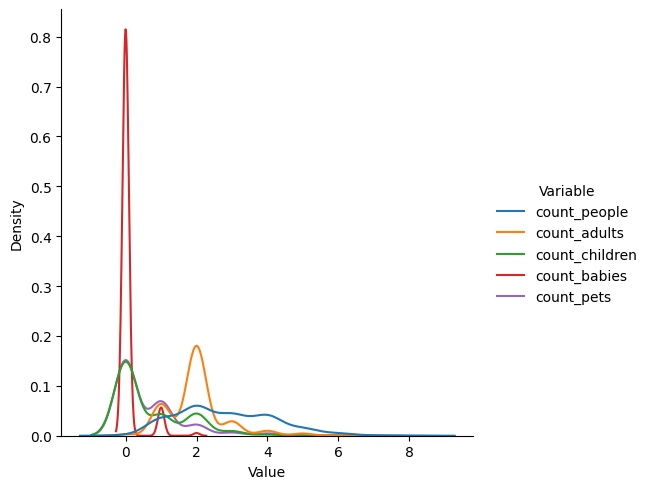 0.8
0.7
0.6
0.5
0.4
0.3
0.2
0.1
0.0
Density
0 2 4 6 8
Value
Variable
count_people
count_adults
count_children
count_babies
count_pets